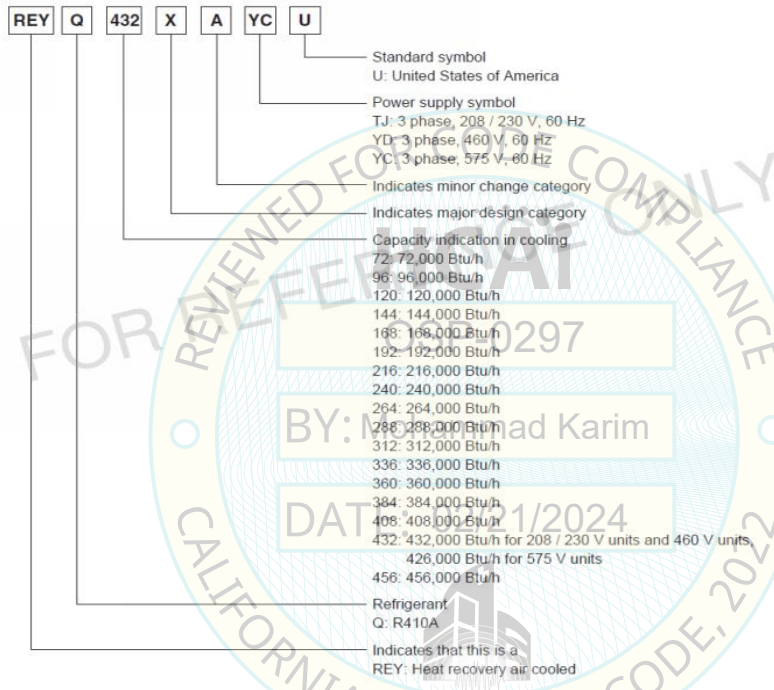 REY Q 432 X A YC U
Standard symbol
U: United States of America
Power supply symbol
TJ: 3 phase, 208 / 230 V, 60 Hz
YD: 3 phase, 460 V, 60 Hz
YC: 3 phase, 575 V, 60 Hz
Indicates minor change category
Indicates major design category
Capacity indication in cooling
72: 72,000 Btu/h
96: 96,000 Btu/h
120: 120,000 Btu/h
144: 144,000 Btu/h
168: 168,000 Btu/h
192: 192,000 Btu/h
216: 216,000 Btu/h
240: 240,000 Btu/h
264: 264,000 Btu/h
288: 288,000 Btu/h
312: 312,000 Btu/h
336: 336,000 Btu/h
360: 360,000 Btu/h
384: 384,000 Btu/h
408: 408,000 Btu/h
432: 432,000 Btu/h for 208 / 230 V units and 460 V units,
426,000 Btu/h for 575 V units
456: 456,000 Btu/h
Refrigerant
Q: R410A
Indicates that this is a
REY: Heat recovery air cooled
FOR REFERENCE ONLY
REVIEWED FOR CODE COMPLIANCE
HCAi
OSP-0297
BY: Mohammad Karim
DATE: 02/21/2024
CALIFORNIA
CODE, 2022